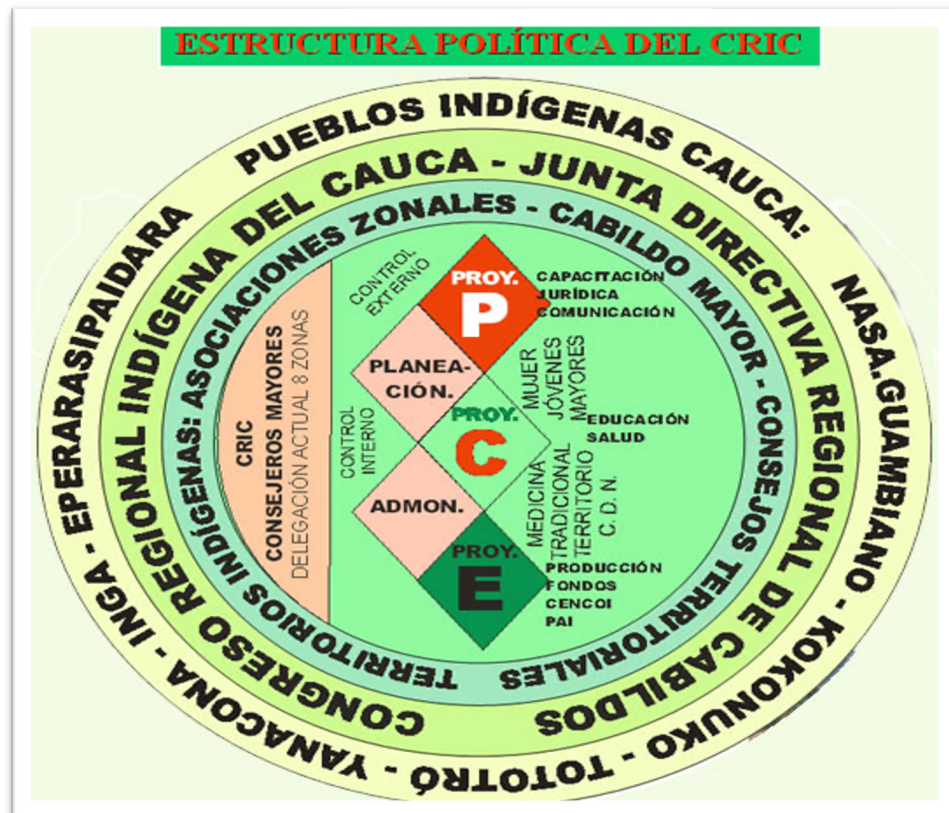 ESTRUCTURA POLÍTICA DEL CRIC
PUEBLOS INDÍGENAS CAUCA:
NASA.GUAMBIANO - KOKONUKO - TOTOTRÓ - YANACONA - INGA - EPERARASIPAIDARA
CONGRESO REGIONAL INDÍGENA DEL CAUCA - JUNTA DIRECTIVA REGIONAL DE CABILDOS
TERRITORIOS INDÍGENAS: ASOCIACIONES ZONALES - CABILDO MAYOR - CONSEJOS TERRITORIALES
CRIC
CONSEJEROS MAYORES
DELEGACIÓN ACTUAL 8 ZONAS
CONTROL
EXTERNO
CONTROL
INTERNO
PROY.
P
CAPACITACIÓN
JURÍDICA
COMUNICACIÓN
PLANEA-
CIÓN.
MUJER
JÓVENES
MAYORES
PROY.
C
EDUCACIÓN
SALUD
ADMON.
MEDICINA
TRADICIONAL
TERRITORIO
C. D. N.
PROY.
E
PRODUCCIÓN
FONDOS
CENCOI
PAI